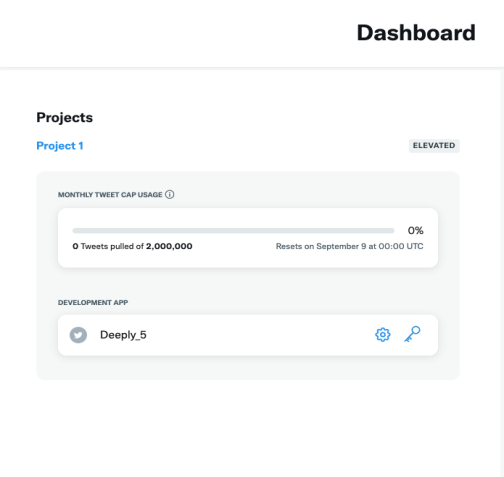 Dashboard
Projects
Project 1
ELEVATED
MONTHLY TWEET CAP USAGE
0%
0 Tweets pulled of 2,000,000
Resets on September 9 at 00:00 UTC
DEVELOPMENT APP
Deeply_5